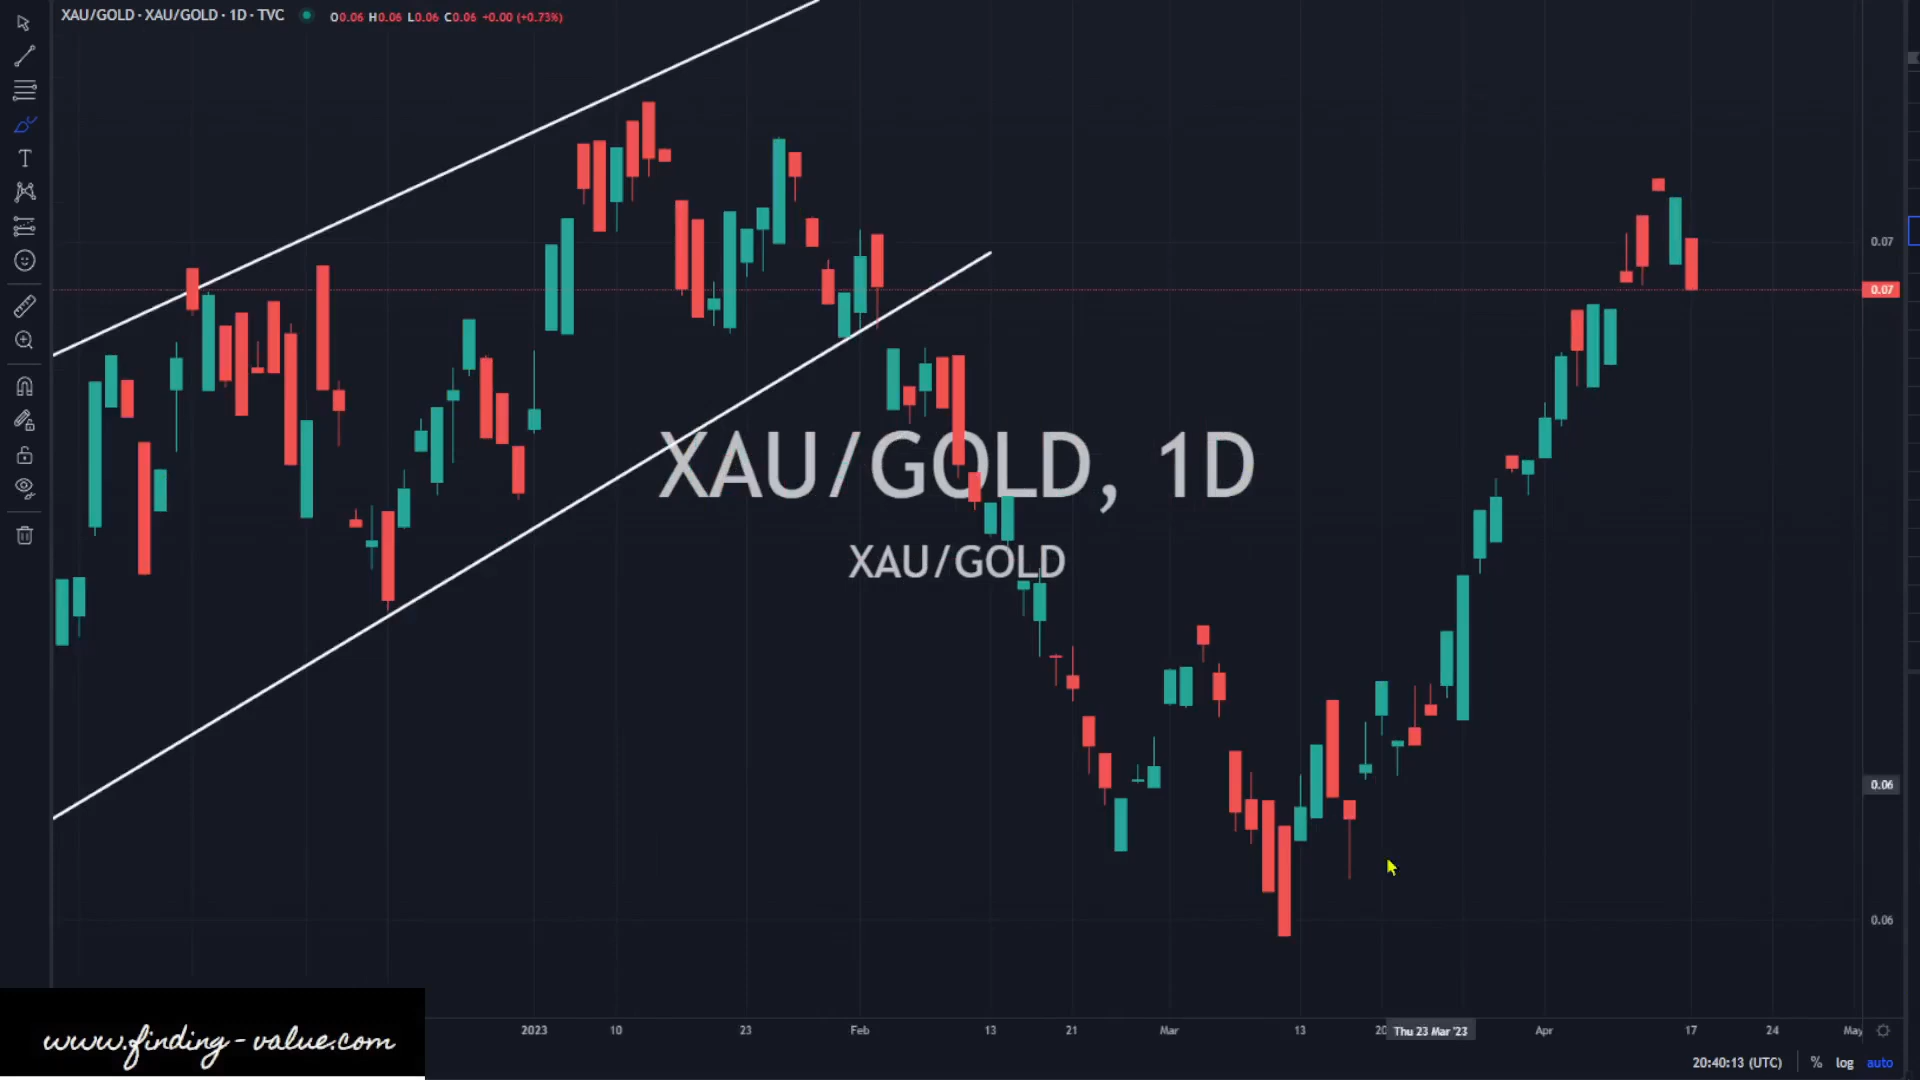 XAU/GOLD · XAU/GOLD · 1D · TVC O0.06 H0.06 L0.06 C0.06 +0.00 (+0.73%)
0.07
0.07
XAU/GOLD, 1D
XAU/GOLD
0.06
0.06
2023 10 23 Feb 13 21 Mar 13 20 Thu 23 Mar '23 Apr 17 24 May
www.finding-value.com
20:40:13 (UTC) % log auto